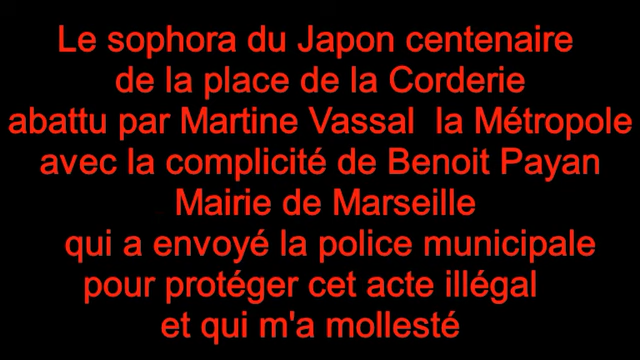 Le sophora du Japon centenaire
de la place de la Corderie
abattu par Martine Vassal la Métropole
avec la complicité de Benoit Payan
Mairie de Marseille
qui a envoyé la police municipale
pour protéger cet acte illégal
et qui m'a mollesté